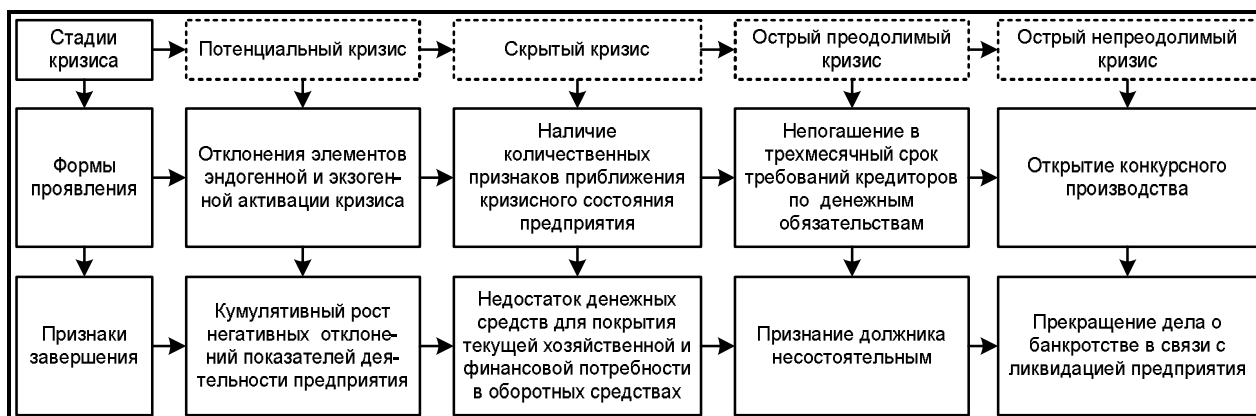 Стадии
кризиса
Потенциальный кризис
Скрытый кризис
Острый преодолимый
кризис
Острый непреодолимый
кризис
Формы
проявления
Отклонения элементов
эндогенной и экзоген-
ной активации кризиса
Наличие
количественных
признаков приближения
кризисного состояния
предприятия
Непогашение в
трехмесячный срок
требований кредиторов
по денежным
обязательствам
Открытие конкурсного
производства
Признаки
завершения
Кумулятивный рост
негативных отклоне-
ний показателей дея-
тельности предприятия
Недостаток денежных
средств для покрытия
текущей хозяйственной и
финансовой потребности
в оборотных средствах
Признание должника
несостоятельным
Прекращение дела о
банкротстве в связи с
ликвидацией предприятия